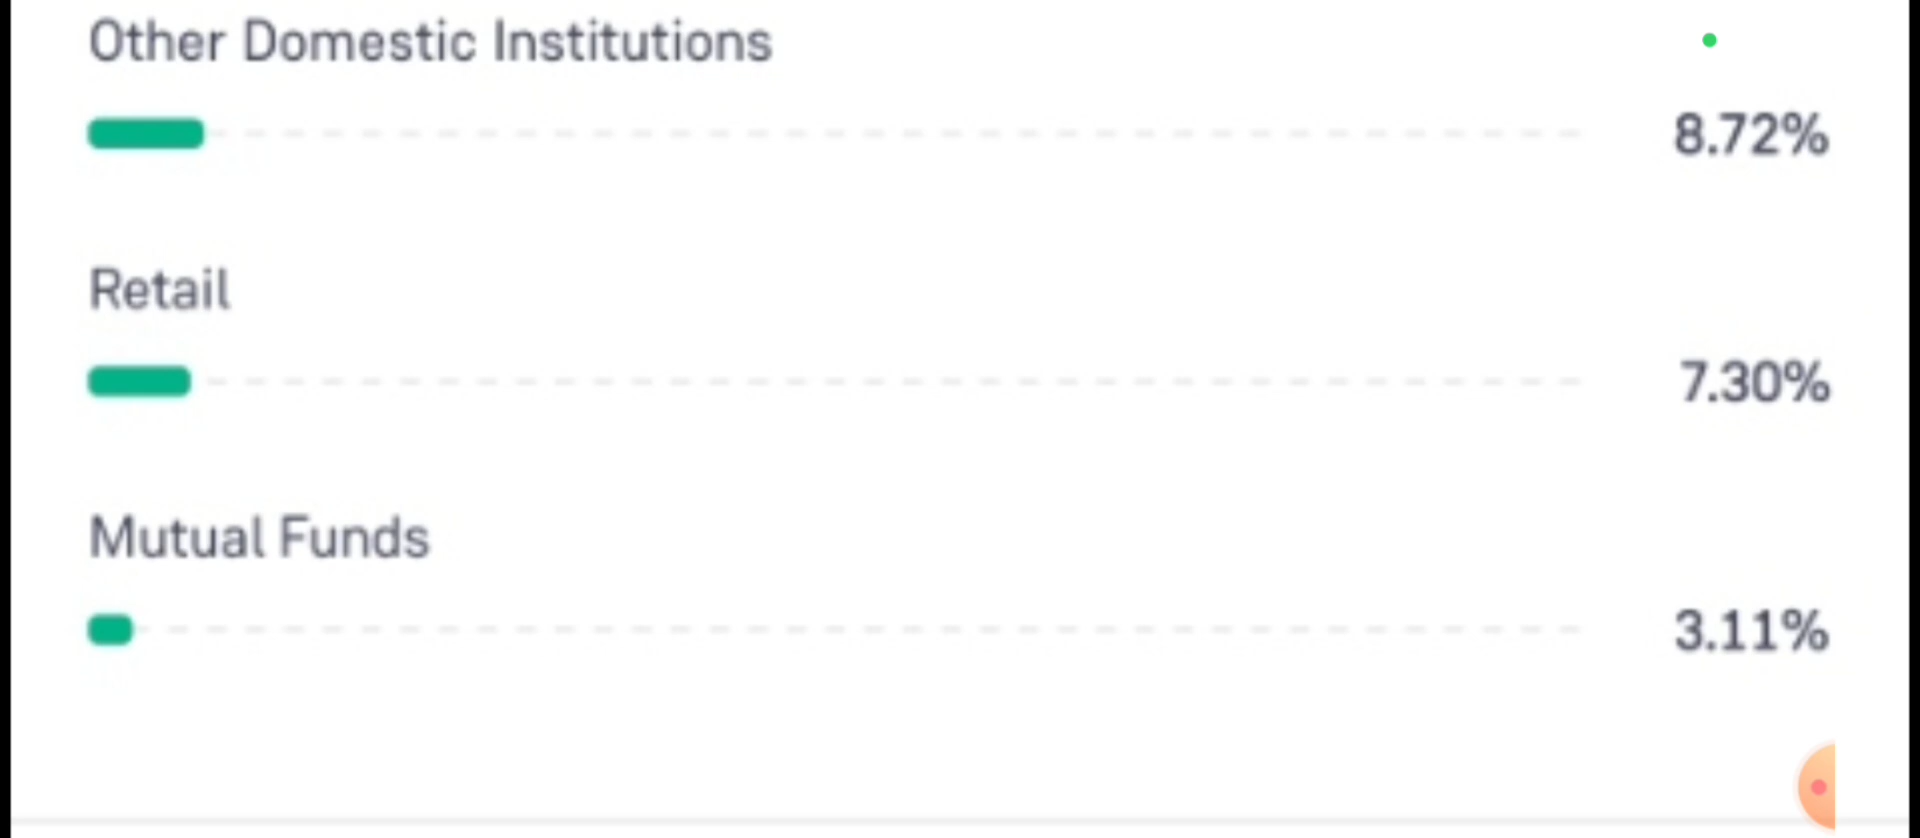 Other Domestic Institutions
8.72%
Retail
7.30%
Mutual Funds
3.11%